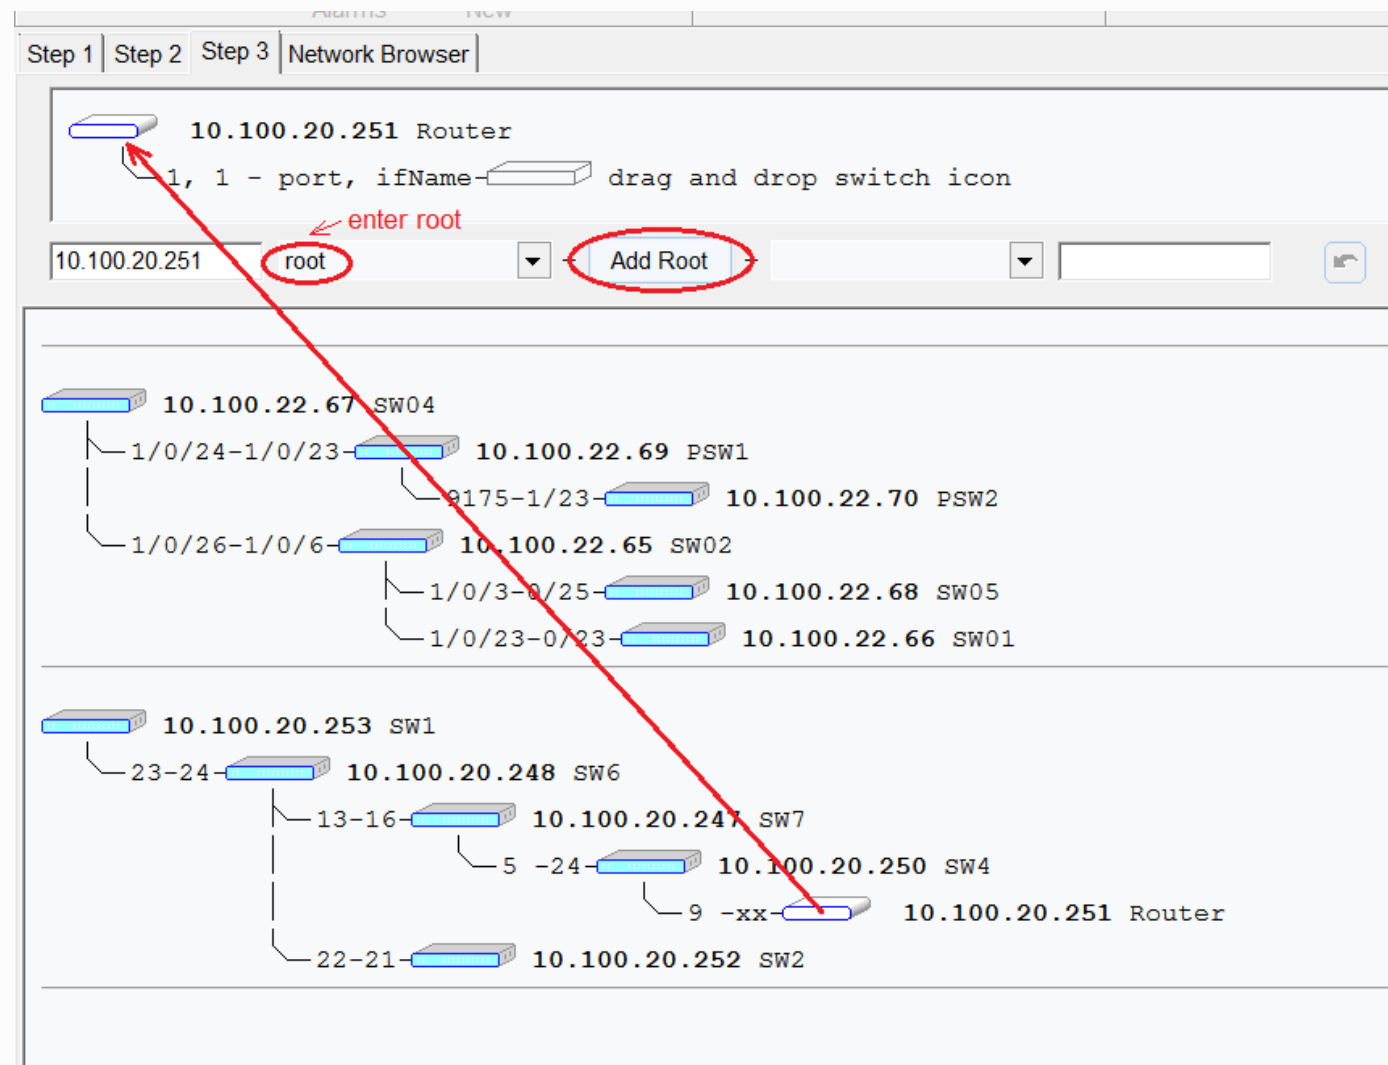 Alarms New
Step 1 Step 2 Step 3 Network Browser
10.100.20.251 Router
1, 1 - port, ifName drag and drop switch icon
enter root
10.100.20.251 root - Add Root -
10.100.22.67 SW04
1/0/24-1/0/23 10.100.22.69 PSW1
9175-1/23 10.100.22.70 PSW2
1/0/26-1/0/6 10.100.22.65 SW02
1/0/3-0/25 10.100.22.68 SW05
1/0/23-0/23 10.100.22.66 SW01
10.100.20.253 SW1
23-24 10.100.20.248 SW6
13-16 10.100.20.247 SW7
5 -24 10.100.20.250 SW4
9 -xx 10.100.20.251 Router
22-21 10.100.20.252 SW2